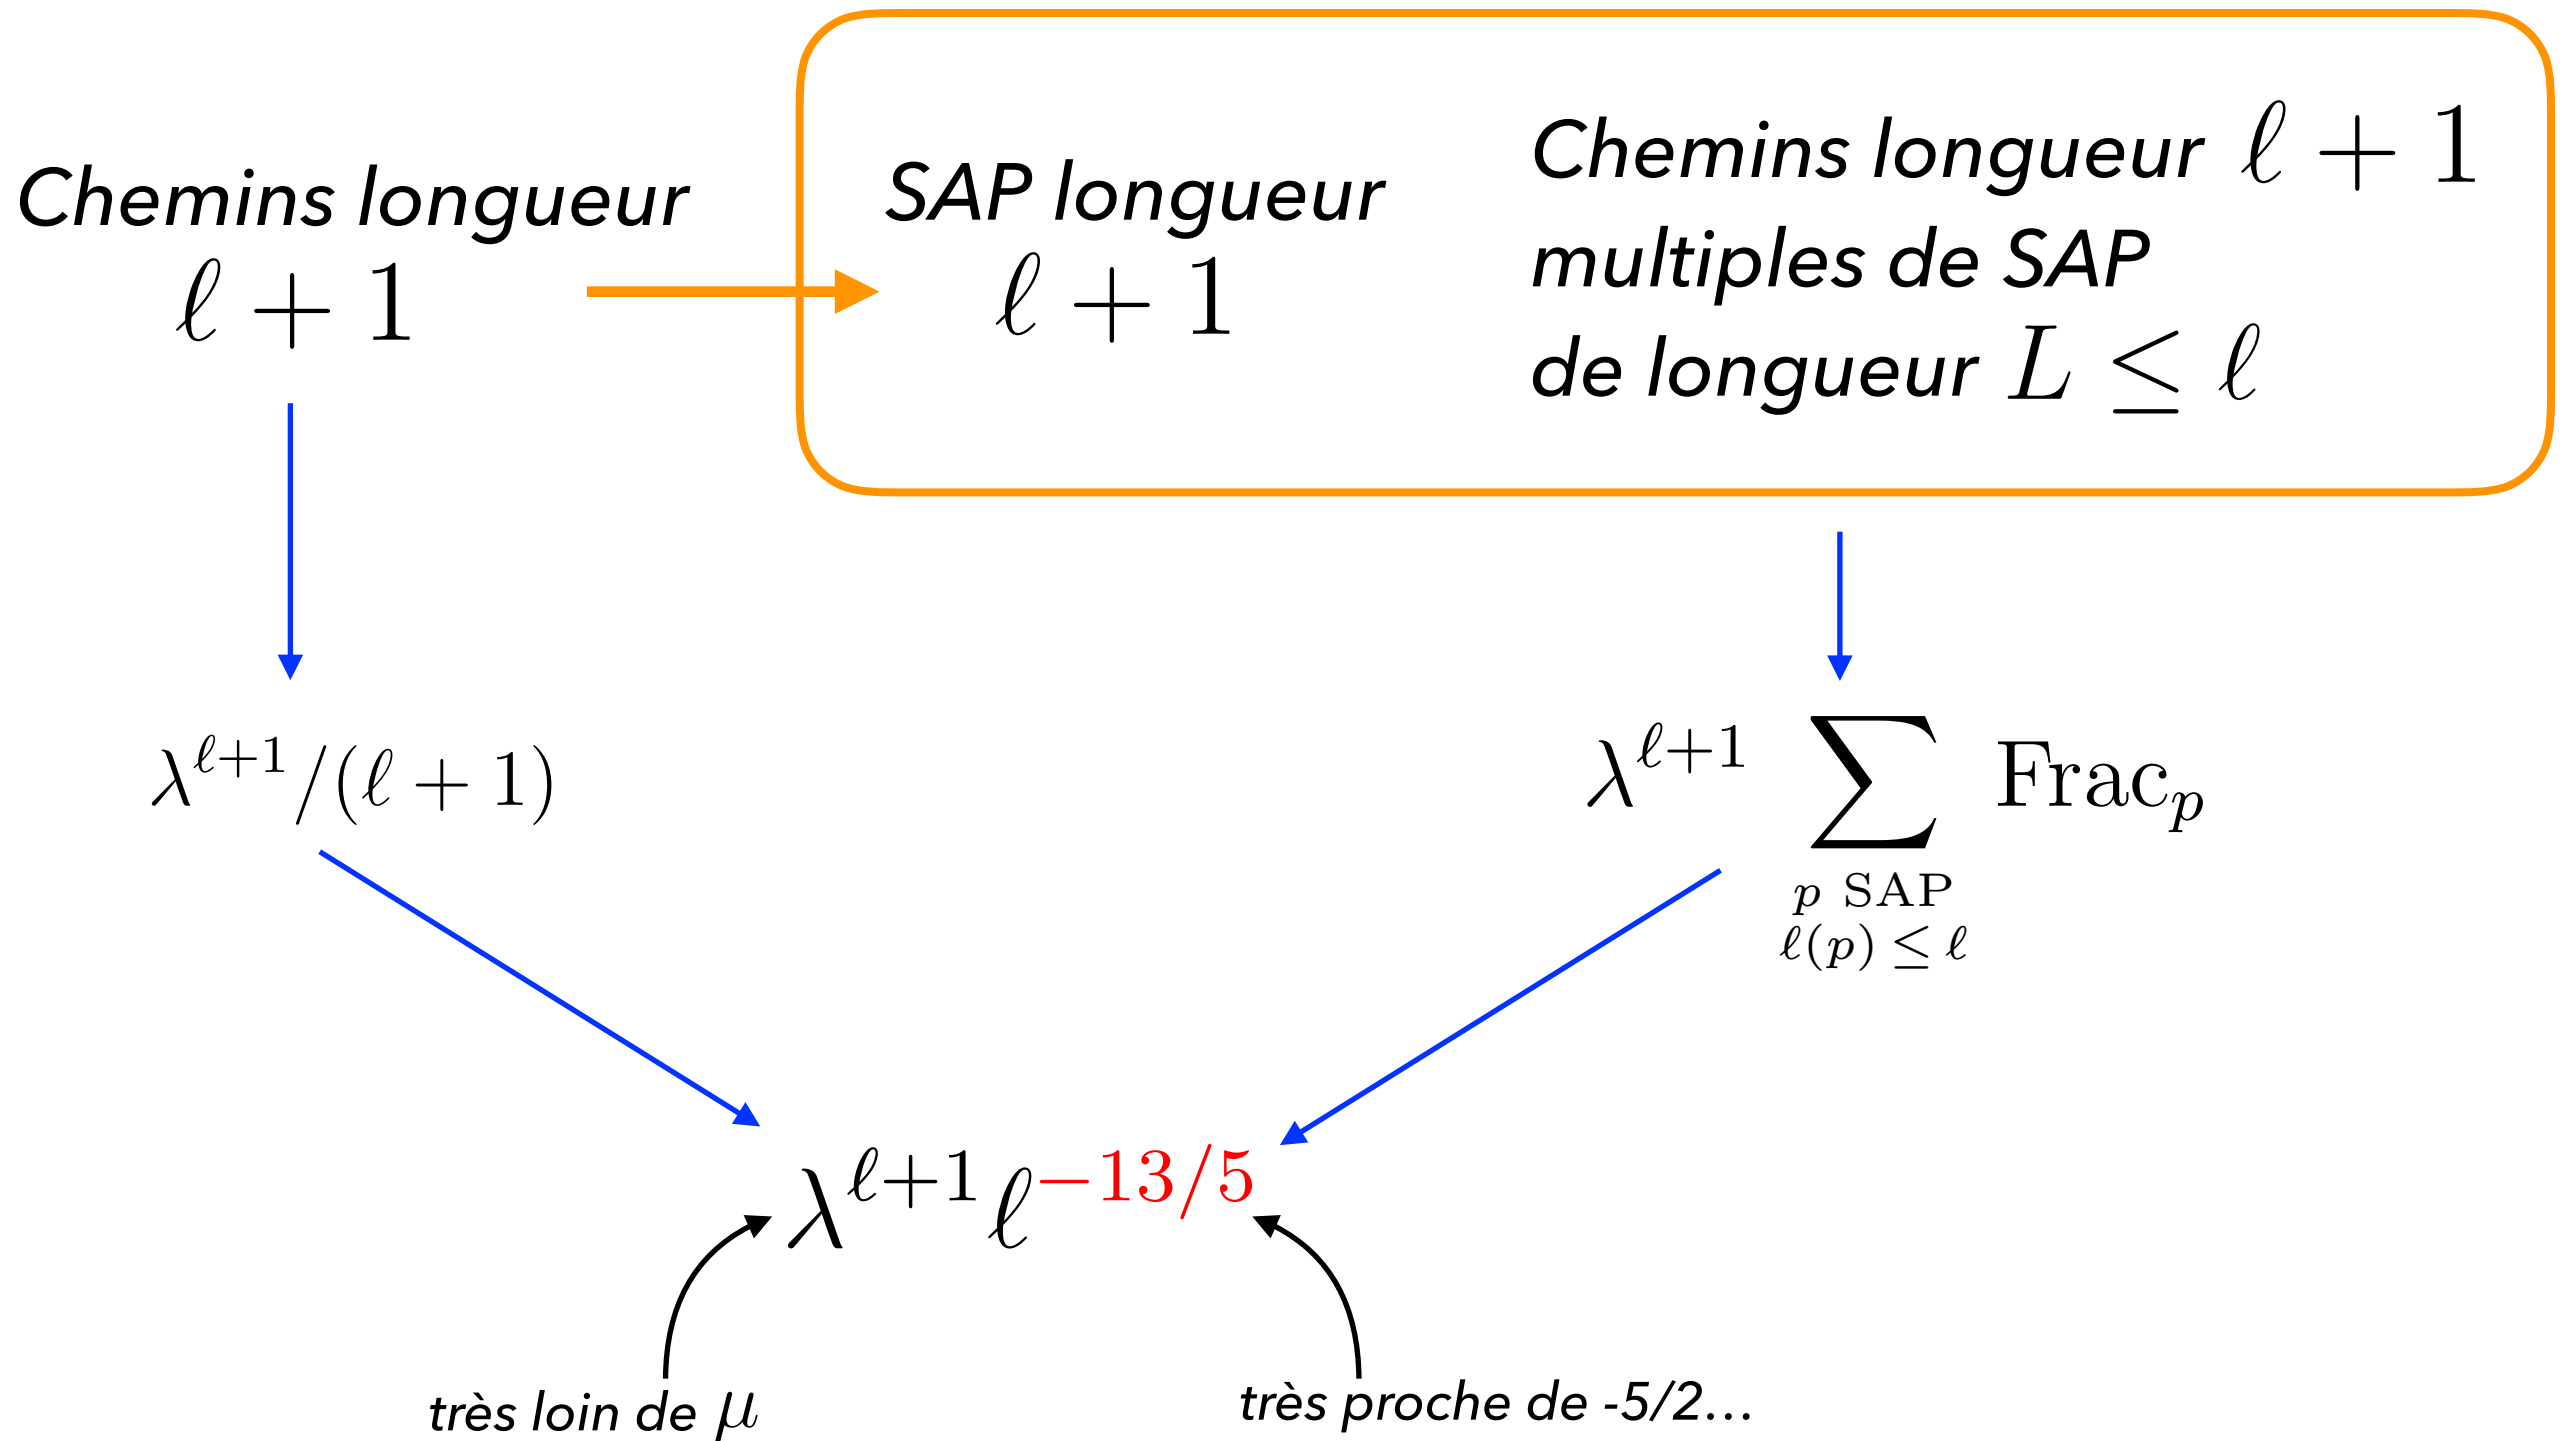 Chemins longueur
ℓ + 1
SAP longueur
ℓ + 1
Chemins longueur ℓ + 1
multiples de SAP
de longueur L ≤ ℓ
λ^{ℓ+1}/(ℓ + 1)
λ^{ℓ+1} ∑ Frac_p
p SAP
ℓ(p) ≤ ℓ
λ^{ℓ+1}ℓ^{−13/5}
très loin de μ
très proche de -5/2...